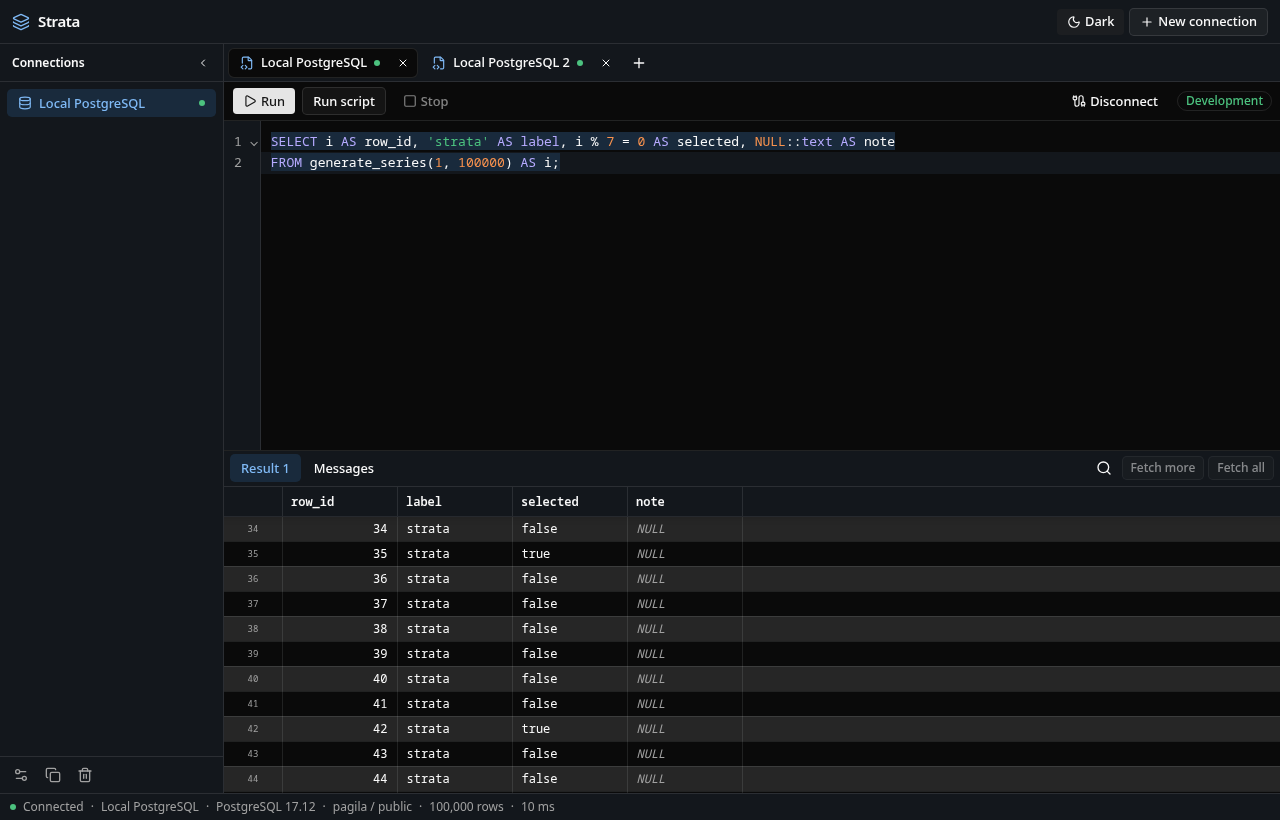 Strata
Dark
New connection
Connections
Local PostgreSQL
Local PostgreSQL
Local PostgreSQL 2
Run
Run script
Stop
Disconnect
Development
1 SELECT i AS row_id, 'strata' AS label, i % 7 = 0 AS selected, NULL::text AS note
2 FROM generate_series(1, 100000) AS i;
Result 1
Messages
Fetch more
Fetch all
row_id label selected note
34 34 strata false NULL
35 35 strata true NULL
36 36 strata false NULL
37 37 strata false NULL
38 38 strata false NULL
39 39 strata false NULL
40 40 strata false NULL
41 41 strata false NULL
42 42 strata true NULL
43 43 strata false NULL
44 44 strata false NULL
Connected · Local PostgreSQL · PostgreSQL 17.12 · pagila / public · 100,000 rows · 10 ms